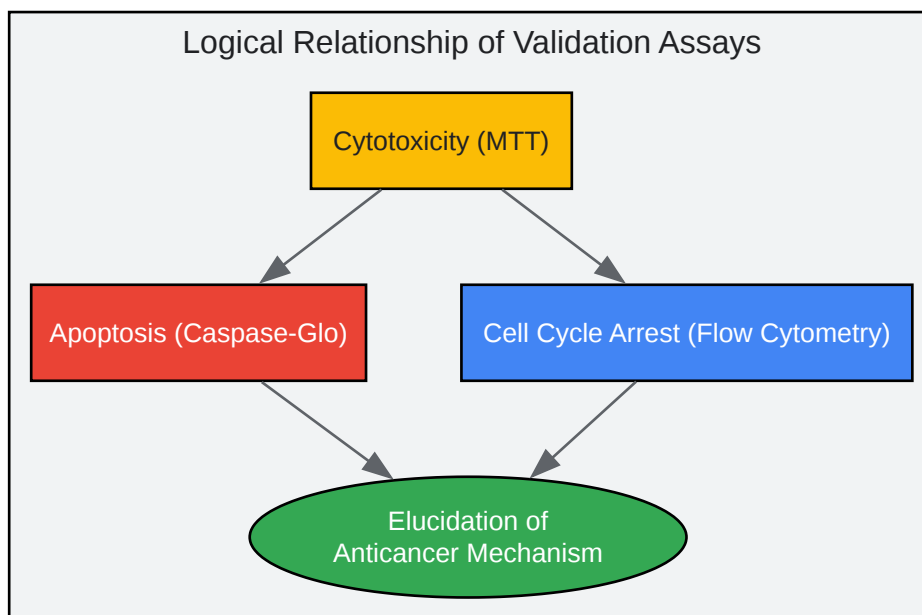 Logical Relationship of Validation Assays
Cytotoxicity (MTT)
Apoptosis (Caspase-Glo)
Cell Cycle Arrest (Flow Cytometry)
Elucidation of
Anticancer Mechanism